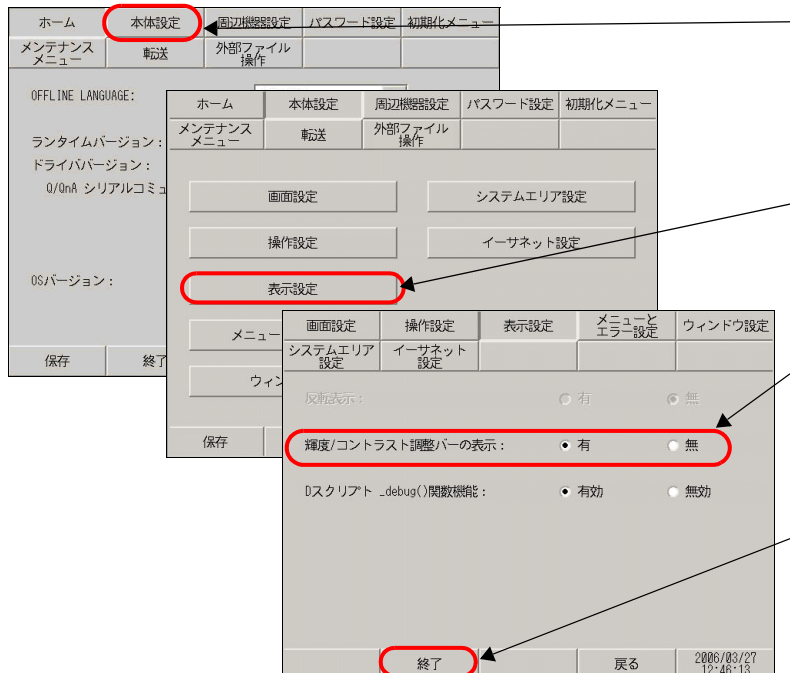 ホーム 本体設定 周辺機器設定 パスワード設定 初期化メニュー
メンテナンス
メニュー
転送
外部ファイル
操作
OFFLINE LANGUAGE:
ランタイムバージョン:
ドライババージョン:
Q/QnA シリアルコミュ
OSバージョン:
保存 終了
ホーム 本体設定 周辺機器設定 パスワード設定 初期化メニュー
メンテナンス
メニュー
転送
外部ファイル
操作
画面設定 システムエリア設定
操作設定 イーサネット設定
表示設定
メニュー
ウィン
保存
画面設定 操作設定 表示設定
メニューと
エラー設定
ウィンドウ設定
システムエリア
設定
イーサネット
設定
反転表示: 有 無
輝度/コントラスト調整バーの表示: 有 無
Dスクリプト _debug()関数機能: 有効 無効
終了 戻る
2006/03/27
12:46:13